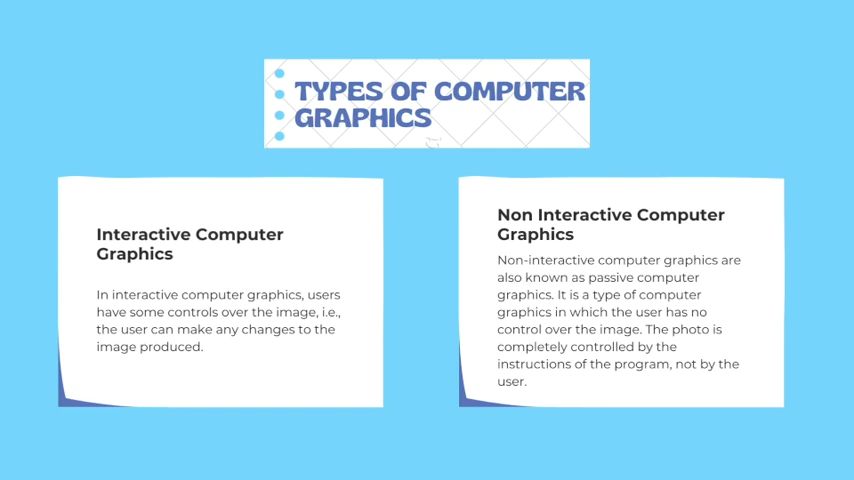 TYPES OF COMPUTER
GRAPHICS
Interactive Computer
Graphics
In interactive computer graphics, users
have some controls over the image, i.e.,
the user can make any changes to the
image produced.
Non Interactive Computer
Graphics
Non-interactive computer graphics are
also known as passive computer
graphics. It is a type of computer
graphics in which the user has no
control over the image. The photo is
completely controlled by the
instructions of the program, not by the
user.